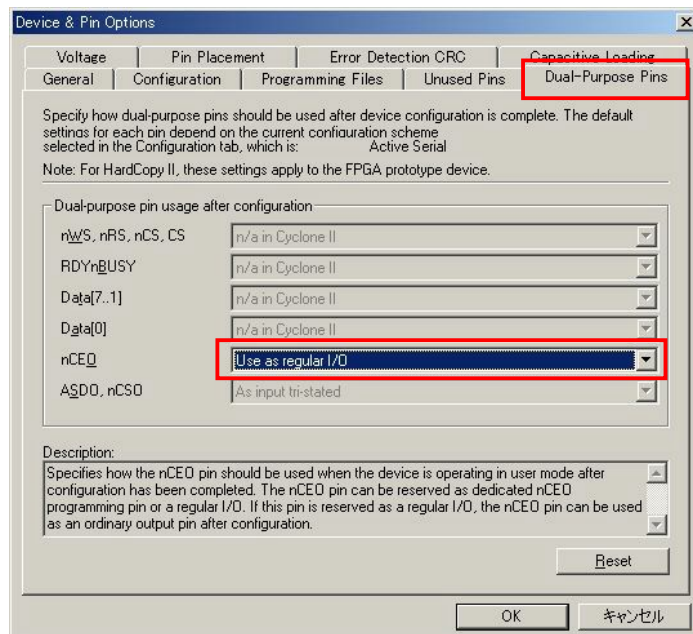 Device & Pin Options
Voltage
Pin Placement
Error Detection CRC
Capacitive Loading
General
Configuration
Programming Files
Unused Pins
Dual-Purpose Pins
Specify how dual-purpose pins should be used after device configuration is complete. The default
settings for each pin depend on the current configuration scheme
selected in the Configuration tab, which is: Active Serial
Note: For HardCopy II, these settings apply to the FPGA prototype device.
Dual-purpose pin usage after configuration
nWS, nRS, nCS, CS n/a in Cyclone II
RDYnBUSY n/a in Cyclone II
Data[7..1] n/a in Cyclone II
Data[0] n/a in Cyclone II
nCEO Use as regular I/O
ASDO, nCSO As input tri-stated
Description:
Specifies how the nCEO pin should be used when the device is operating in user mode after
configuration has been completed. The nCEO pin can be reserved as dedicated nCEO
programming pin or a regular I/O. If this pin is reserved as a regular I/O, the nCEO pin can be used
as an ordinary output pin after configuration.
Reset
OK
キャンセル